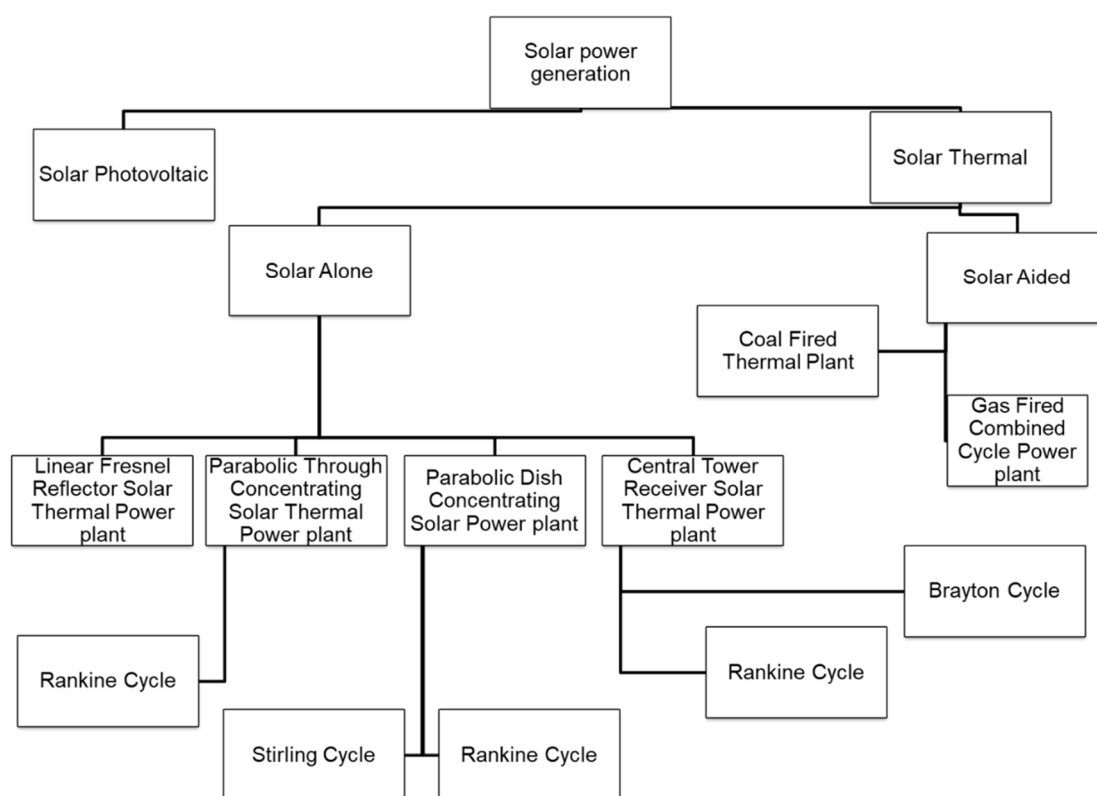 Solar power
generation
Solar Photovoltaic
Solar Thermal
Solar Alone
Solar Aided
Coal Fired
Thermal Plant
Gas Fired
Combined
Cycle Power
plant
Linear Fresnel
Reflector Solar
Thermal Power
plant
Parabolic Through
Concentrating
Solar Thermal
Power plant
Parabolic Dish
Concentrating
Solar Power plant
Central Tower
Receiver Solar
Thermal Power
plant
Brayton Cycle
Rankine Cycle
Rankine Cycle
Stirling Cycle
Rankine Cycle